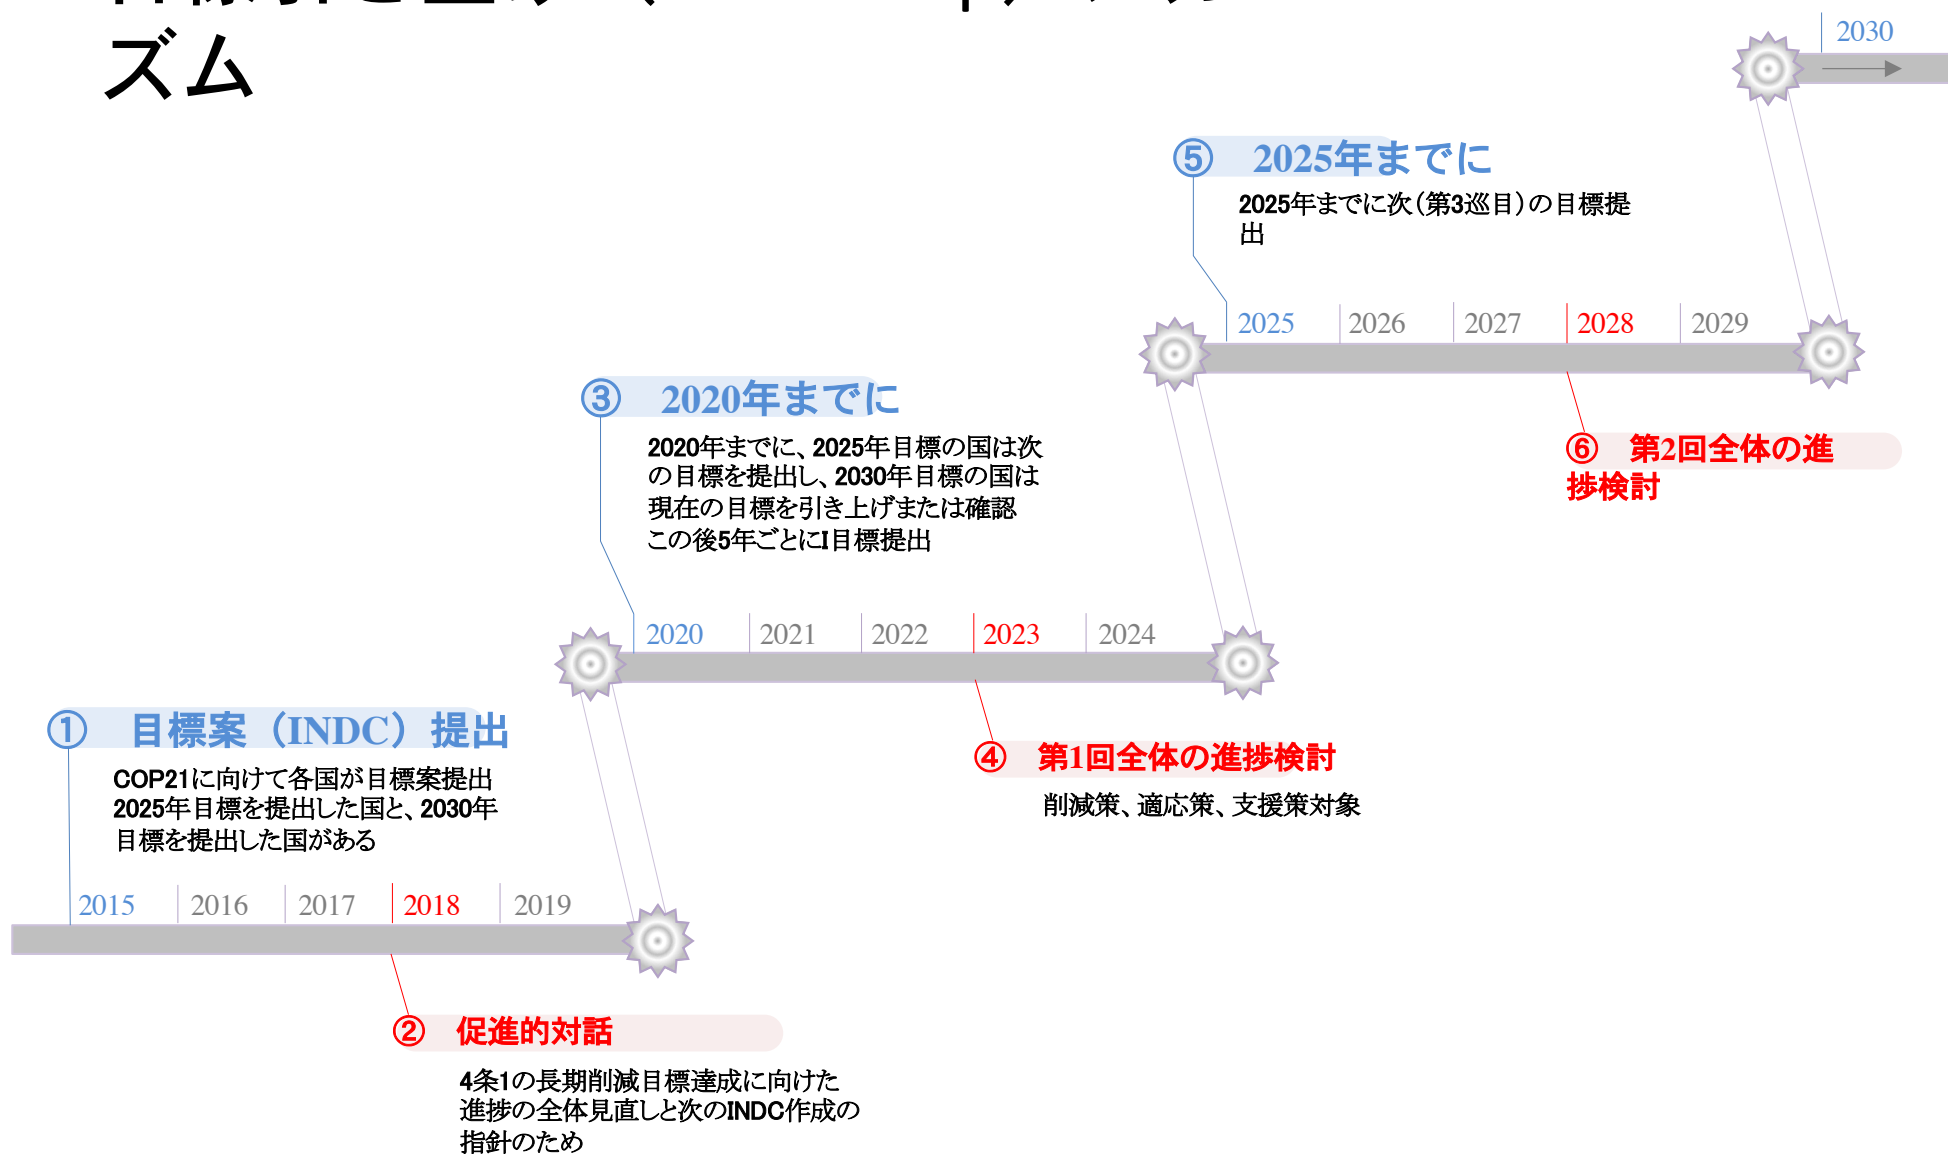 ズム
2030
⑤ 2025年までに
2025年までに次（第3巡目）の目標提
出
2025 2026 2027 2028 2029
⑥ 第2回全体の進
捗検討
③ 2020年までに
2020年までに、2025年目標の国は次
の目標を提出し、2030年目標の国は
現在の目標を引き上げまたは確認
この後5年ごとにI目標提出
2020 2021 2022 2023 2024
④ 第1回全体の進捗検討
削減策、適応策、支援策対象
① 目標案（INDC）提出
COP21に向けて各国が目標案提出
2025年目標を提出した国と、2030年
目標を提出した国がある
2015 2016 2017 2018 2019
② 促進的対話
4条1の長期削減目標達成に向けた
進捗の全体見直しと次のINDC作成の
指針のため